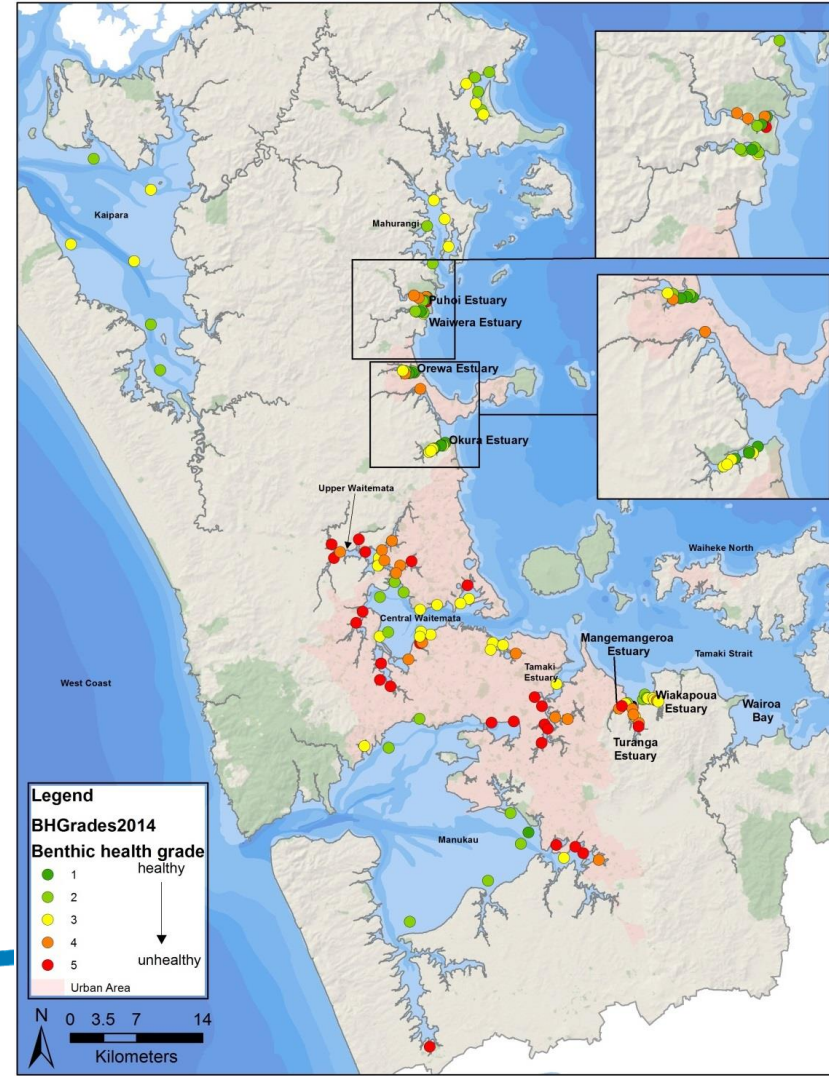 Kaipara
Mahurangi
Puhoi Estuary
Waiwera Estuary
Orewa Estuary
Okura Estuary
Upper Waitemata
Waiheke North
Central Waitemata
Mangemangeroa
Estuary
Tamaki Strait
Tamaki
Estuary
West Coast
Wiakapoua
Estuary
Wairoa
Bay
Turanga
Estuary
Manukau
Legend
BHGrades2014
Benthic health grade
1 healthy
2
3
4
5 unhealthy
Urban Area
N
0 3.5 7 14
Kilometers